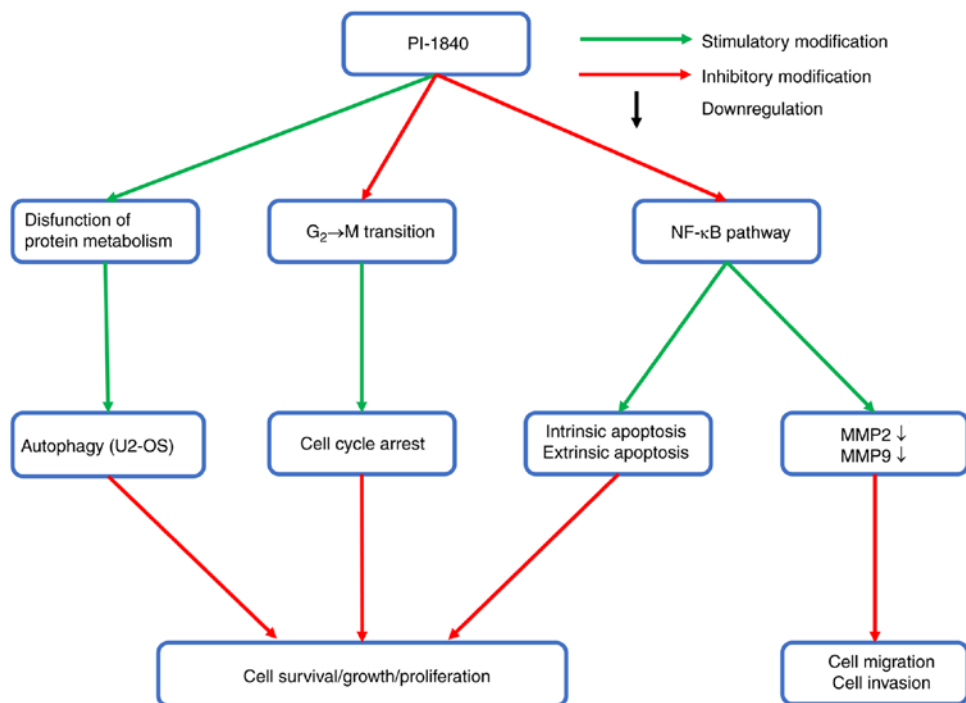 PI-1840
Stimulatory modification
Inhibitory modification
Downregulation
Disfunction of
protein metabolism
G₂→M transition
NF-κB pathway
Autophagy (U2-OS)
Cell cycle arrest
Intrinsic apoptosis
Extrinsic apoptosis
MMP2 ↓
MMP9 ↓
Cell survival/growth/proliferation
Cell migration
Cell invasion